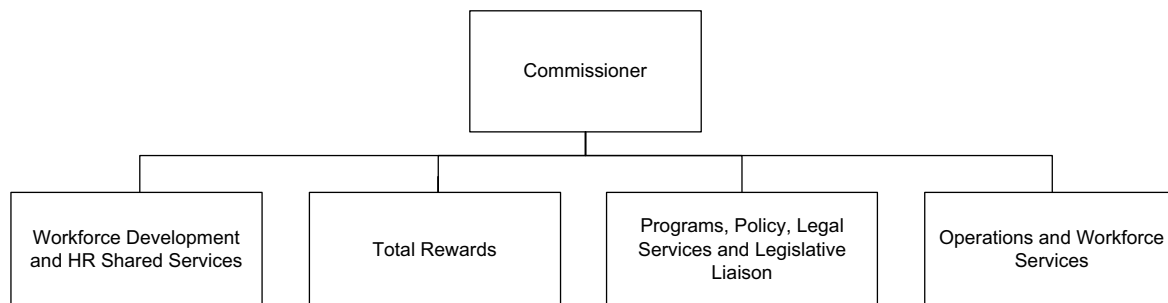 Commissioner
Workforce Development
and HR Shared Services
Total Rewards
Programs, Policy, Legal
Services and Legislative
Liaison
Operations and Workforce
Services